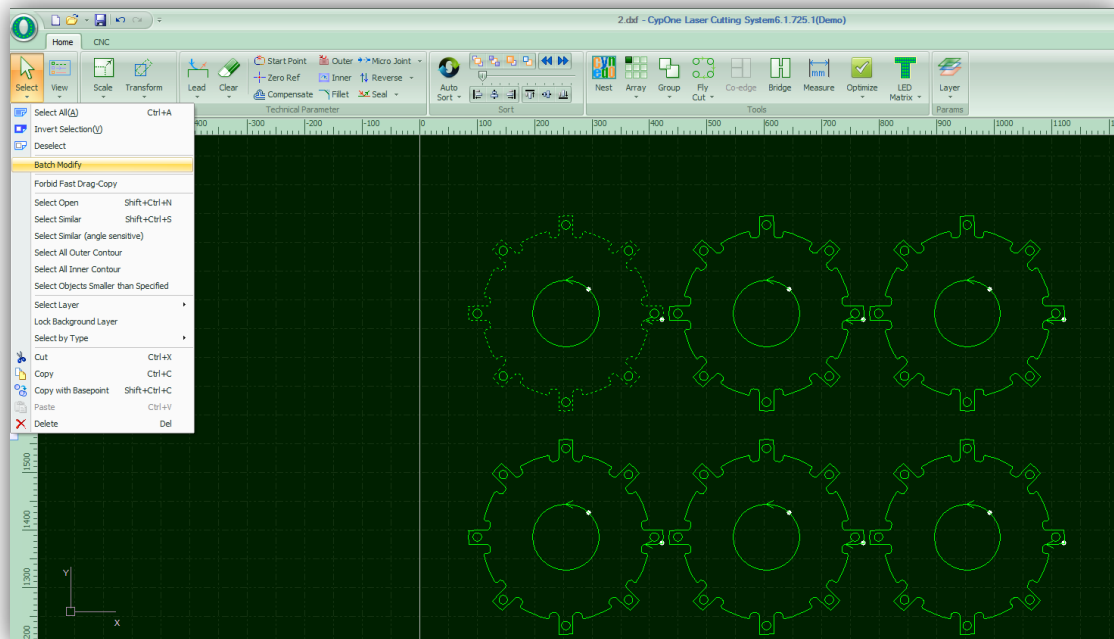 2.dxf - CypOne Laser Cutting System6.1.725.1(Demo)
Home CNC
Select View Scale Transform Lead Clear
Start Point Outer Micro Joint
Zero Ref Inner Reverse
Compensate Fillet Seal
Auto Sort
Nest Array Group Fly Cut Co-edge Bridge Measure Optimize LED Matrix Layer
Technical Parameter Sort Tools Params
Select All(A) Ctrl+A
Invert Selection(V)
Deselect
Batch Modify
Forbid Fast Drag-Copy
Select Open Shift+Ctrl+N
Select Similar Shift+Ctrl+S
Select Similar (angle sensitive)
Select All Outer Contour
Select All Inner Contour
Select Objects Smaller than Specified
Select Layer
Lock Background Layer
Select by Type
Cut Ctrl+X
Copy Ctrl+C
Copy with Basepoint Shift+Ctrl+C
Paste Ctrl+V
Delete Del
-300 -200 -100 0 100 200 300 400 500 600 700 800 900 1000 1100
1500
1400
1300
Y
X